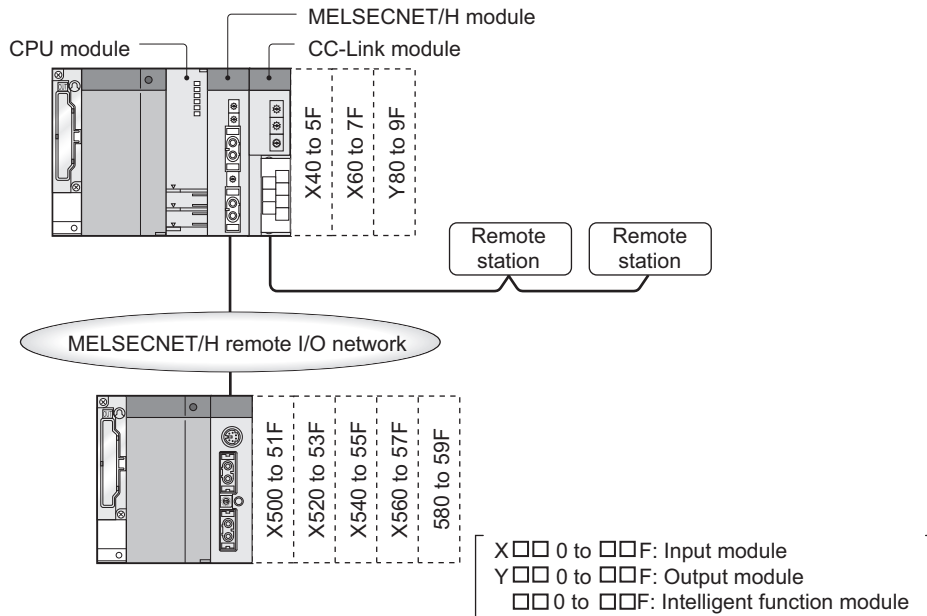 MELSECNET/H module
CPU module
CC-Link module
X40 to 5F
X60 to 7F
Y80 to 9F
Remote
station
Remote
station
MELSECNET/H remote I/O network
X500 to 51F
X520 to 53F
X540 to 55F
X560 to 57F
580 to 59F
X□□ 0 to □□F: Input module
Y□□ 0 to □□F: Output module
□□0 to □□F: Intelligent function module